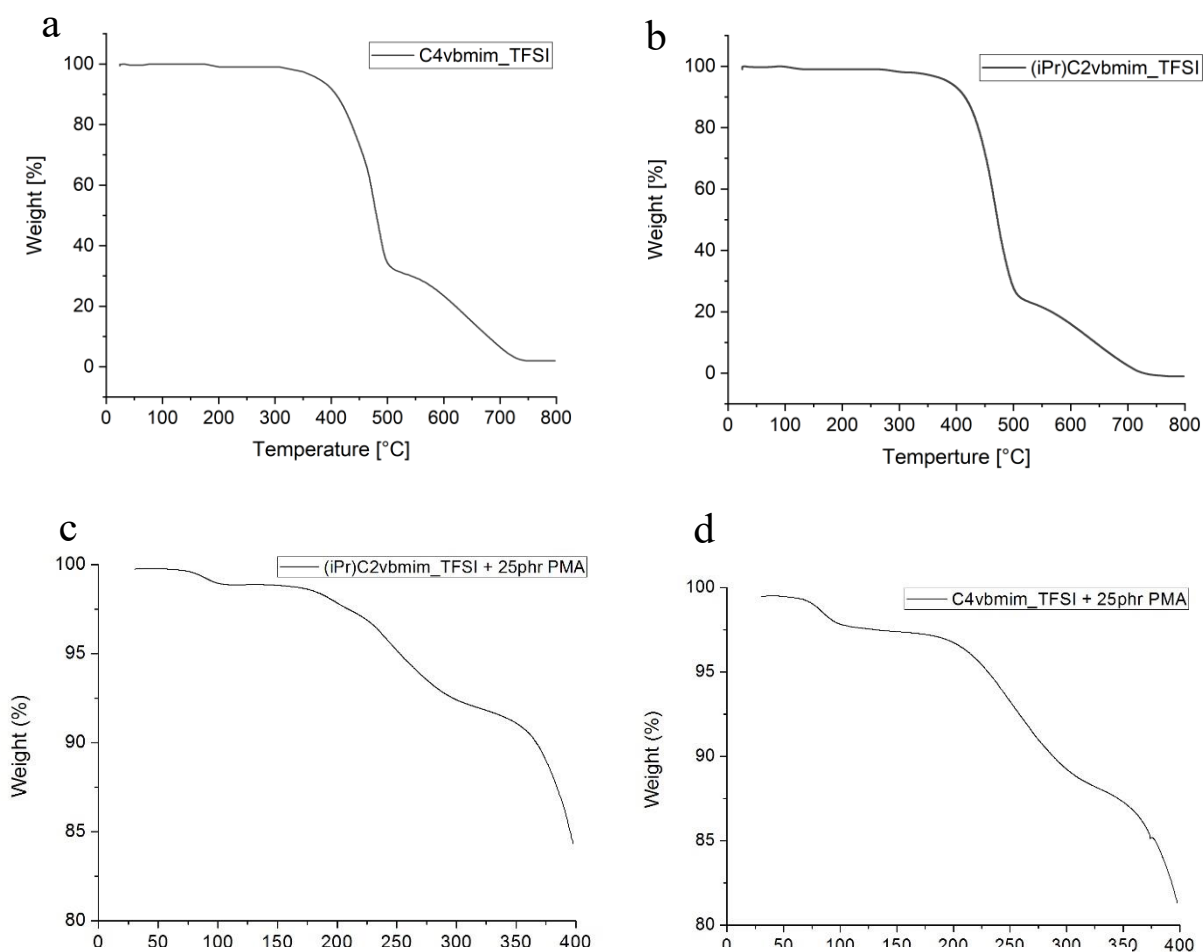 a
C4vbmim_TFSI
Weight [%]
100
80
60
40
20
0
0 100 200 300 400 500 600 700 800
Temperature [°C]
b
(iPr)C2vbmim_TFSI
Weight [%]
100
80
60
40
20
0
0 100 200 300 400 500 600 700 800
Temperture [°C]
c
(iPr)C2vbmim_TFSI + 25phr PMA
Weight (%)
100
95
90
85
80
0 50 100 150 200 250 300 350 400
d
C4vbmim_TFSI + 25phr PMA
Weight (%)
100
95
90
85
80
0 50 100 150 200 250 300 350 400